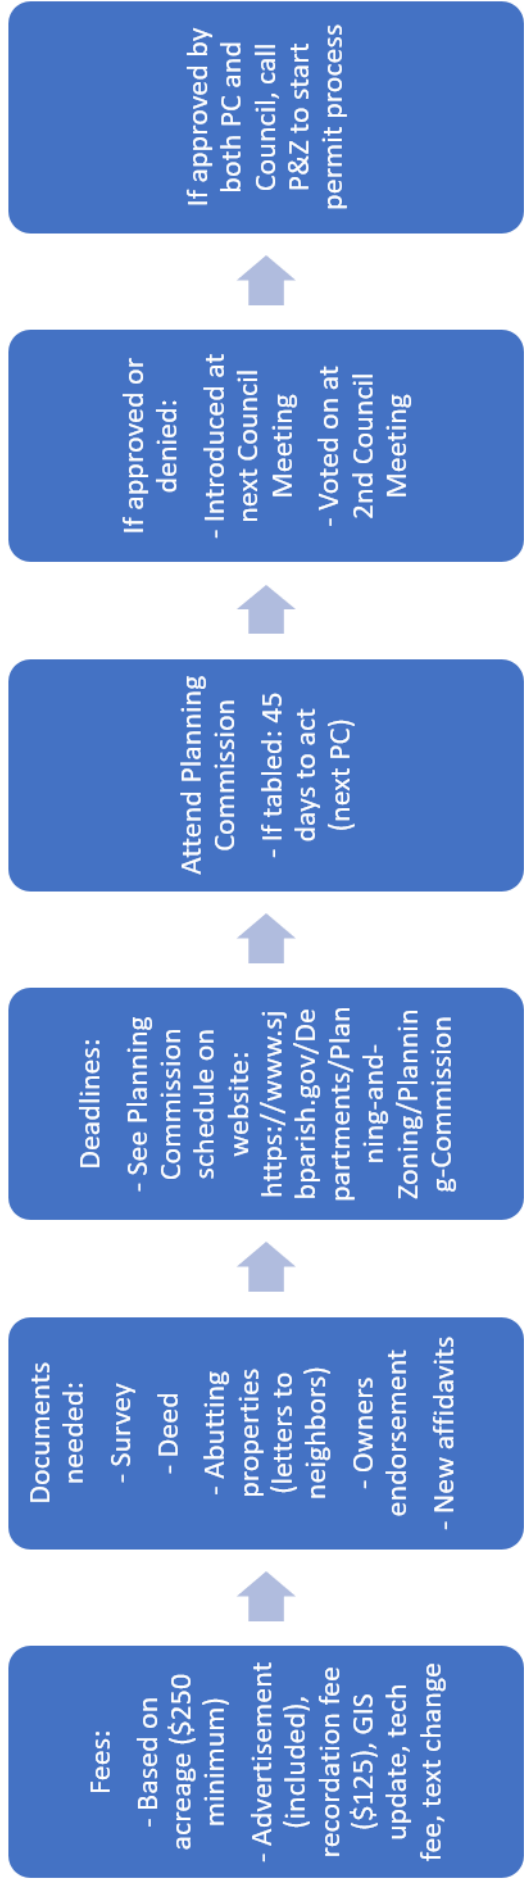 Fees:
- Based on
acreage ($250
minimum)
- Advertisement
(included),
recordation fee
($125), GIS
update, tech
fee, text change
Documents
needed:
- Survey
- Deed
- Abutting
properties
(letters to
neighbors)
- Owners
endorsement
- New affidavits
Deadlines:
- See Planning
Commission
schedule on
website:
https://www.sj
bparish.gov/De
partments/Plan
ning-and-
Zoning/Plannin
g-Commission
Attend Planning
Commission
- If tabled: 45
days to act
(next PC)
If approved or
denied:
- Introduced at
next Council
Meeting
- Voted on at
2nd Council
Meeting
If approved by
both PC and
Council, call
P&Z to start
permit process